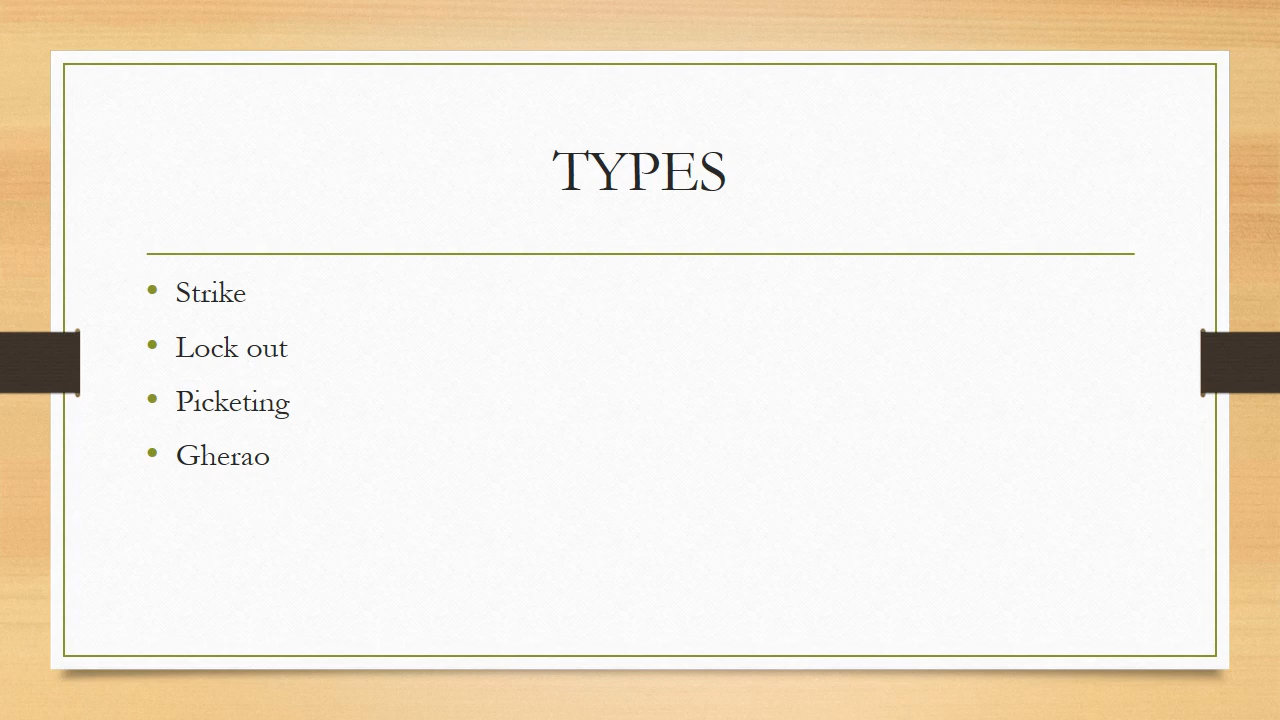 TYPES
• Strike
• Lock out
• Picketing
• Gherao